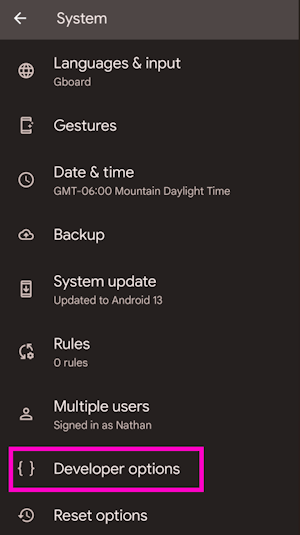 System
Languages & input
Gboard
Gestures
Date & time
GMT-06:00 Mountain Daylight Time
Backup
System update
Updated to Android 13
Rules
0 rules
Multiple users
Signed in as Nathan
{ } Developer options
Reset options